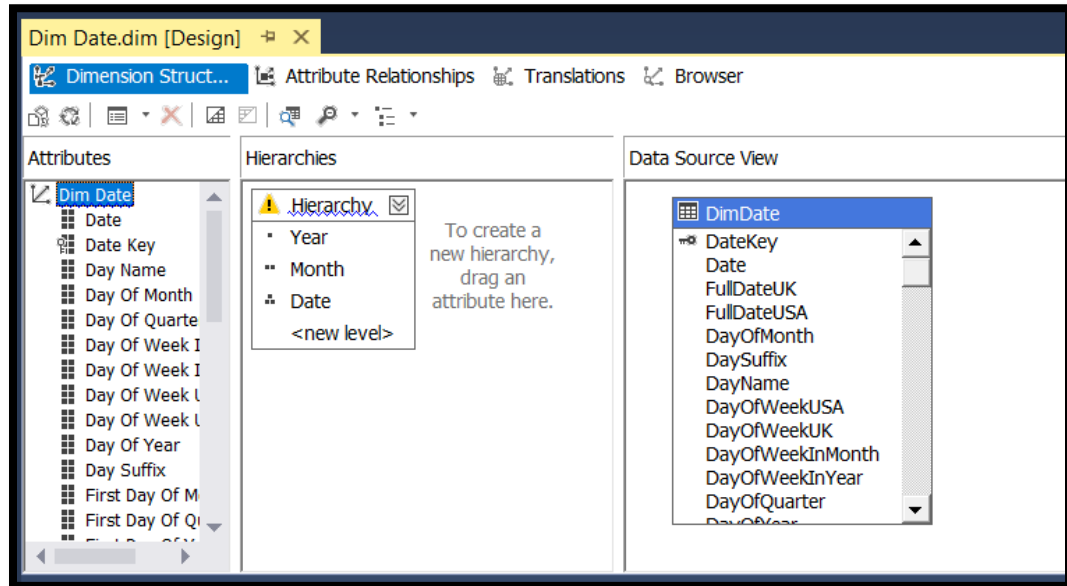 Dim Date.dim [Design]
Dimension Struct... Attribute Relationships Translations Browser
Attributes
Dim Date
Date
Date Key
Day Name
Day Of Month
Day Of Quarte
Day Of Week I
Day Of Week I
Day Of Week U
Day Of Week U
Day Of Year
Day Suffix
First Day Of M
First Day Of Qu
Hierarchies
Hierarchy
Year
Month
Date
<new level>
To create a
new hierarchy,
drag an
attribute here.
Data Source View
DimDate
DateKey
Date
FullDateUK
FullDateUSA
DayOfMonth
DaySuffix
DayName
DayOfWeekUSA
DayOfWeekUK
DayOfWeekInMonth
DayOfWeekInYear
DayOfQuarter
DayOfYear